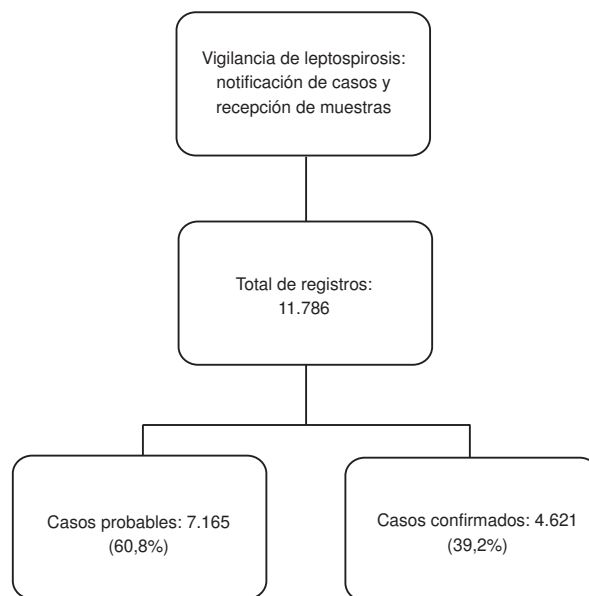 Vigilancia de leptospirosis:
notificación de casos y
recepción de muestras
Total de registros:
11.786
Casos probables: 7.165
(60,8%)
Casos confirmados: 4.621
(39,2%)